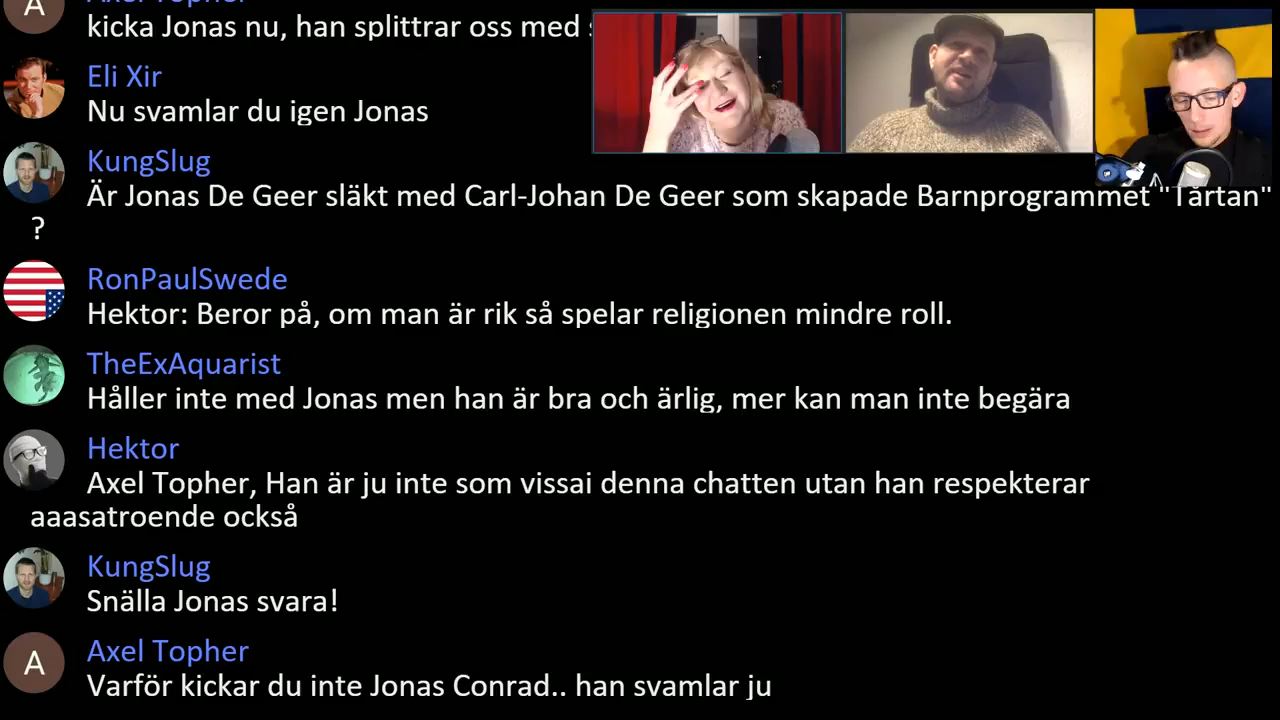 Axel Topher
kicka Jonas nu, han splittrar oss med
Eli Xir
Nu svamlar du igen Jonas
KungSlug
Är Jonas De Geer släkt med Carl-Johan De Geer som skapade Barnprogrammet "Tårtan"
?
RonPaulSwede
Hektor: Beror på, om man är rik så spelar religionen mindre roll.
TheExAquarist
Håller inte med Jonas men han är bra och ärlig, mer kan man inte begära
Hektor
Axel Topher, Han är ju inte som vissai denna chatten utan han respekterar
aaasatroende också
KungSlug
Snälla Jonas svara!
A
Axel Topher
Varför kickar du inte Jonas Conrad.. han svamlar ju